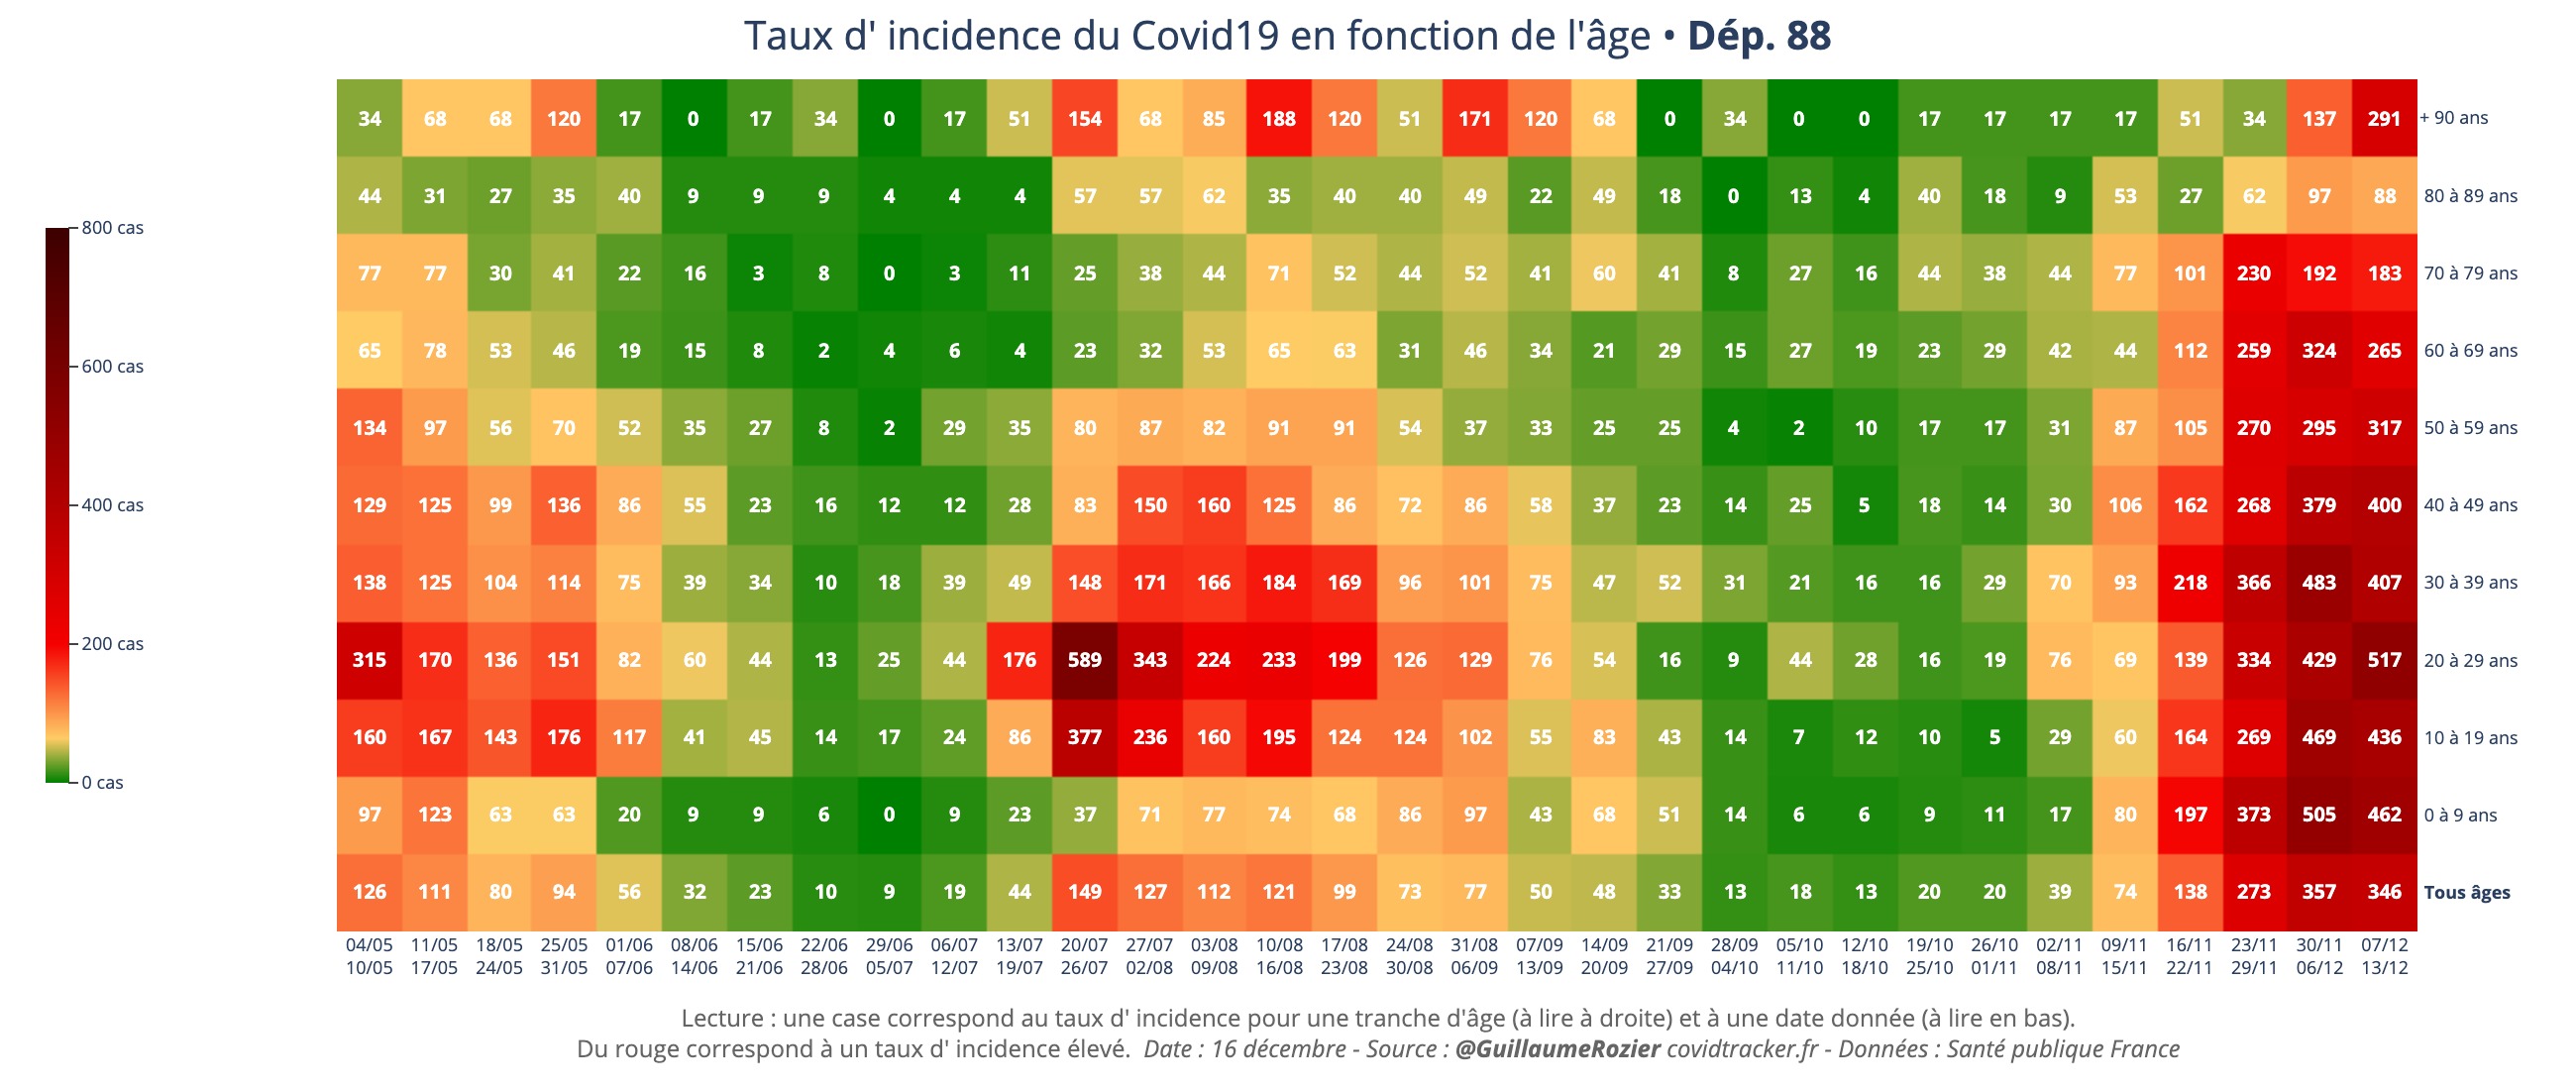 Taux d' incidence du Covid19 en fonction de l'âge • Dép. 88
34 68 68 120 17 0 17 34 0 17 51 154 68 85 188 120 51 171 120 68 0 34 0 0 17 17 17 17 51 34 137 291 + 90 ans
44 31 27 35 40 9 9 9 4 4 4 57 57 62 35 40 40 49 22 49 18 0 13 4 40 18 9 53 27 62 97 88 80 à 89 ans
800 cas
77 77 30 41 22 16 3 8 0 3 11 25 38 44 71 52 44 52 41 60 41 8 27 16 44 38 44 77 101 230 192 183 70 à 79 ans
65 78 53 46 19 15 8 2 4 6 4 23 32 53 65 63 31 46 34 21 29 15 27 19 23 29 42 44 112 259 324 265 60 à 69 ans
600 cas
134 97 56 70 52 35 27 8 2 29 35 80 87 82 91 91 54 37 33 25 25 4 2 10 17 17 31 87 105 270 295 317 50 à 59 ans
400 cas
129 125 99 136 86 55 23 16 12 12 28 83 150 160 125 86 72 86 58 37 23 14 25 5 18 14 30 106 162 268 379 400 40 à 49 ans
138 125 104 114 75 39 34 10 18 39 49 148 171 166 184 169 96 101 75 47 52 31 21 16 16 29 70 93 218 366 483 407 30 à 39 ans
200 cas
315 170 136 151 82 60 44 13 25 44 176 589 343 224 233 199 126 129 76 54 16 9 44 28 16 19 76 69 139 334 429 517 20 à 29 ans
160 167 143 176 117 41 45 14 17 24 86 377 236 160 195 124 124 102 55 83 43 14 7 12 10 5 29 60 164 269 469 436 10 à 19 ans
0 cas
97 123 63 63 20 9 9 6 0 9 23 37 71 77 74 68 86 97 43 68 51 14 6 6 9 11 17 80 197 373 505 462 0 à 9 ans
126 111 80 94 56 32 23 10 9 19 44 149 127 112 121 99 73 77 50 48 33 13 18 13 20 20 39 74 138 273 357 346 Tous âges
04/05 11/05 18/05 25/05 01/06 08/06 15/06 22/06 29/06 06/07 13/07 20/07 27/07 03/08 10/08 17/08 24/08 31/08 07/09 14/09 21/09 28/09 05/10 12/10 19/10 26/10 02/11 09/11 16/11 23/11 30/11 07/12
10/05 17/05 24/05 31/05 07/06 14/06 21/06 28/06 05/07 12/07 19/07 26/07 02/08 09/08 16/08 23/08 30/08 06/09 13/09 20/09 27/09 04/10 11/10 18/10 25/10 01/11 08/11 15/11 22/11 29/11 06/12 13/12
Lecture : une case correspond au taux d' incidence pour une tranche d'âge (à lire à droite) et à une date donnée (à lire en bas).
Du rouge correspond à un taux d' incidence élevé. Date : 16 décembre - Source : @GuillaumeRozier covidtracker.fr - Données : Santé publique France